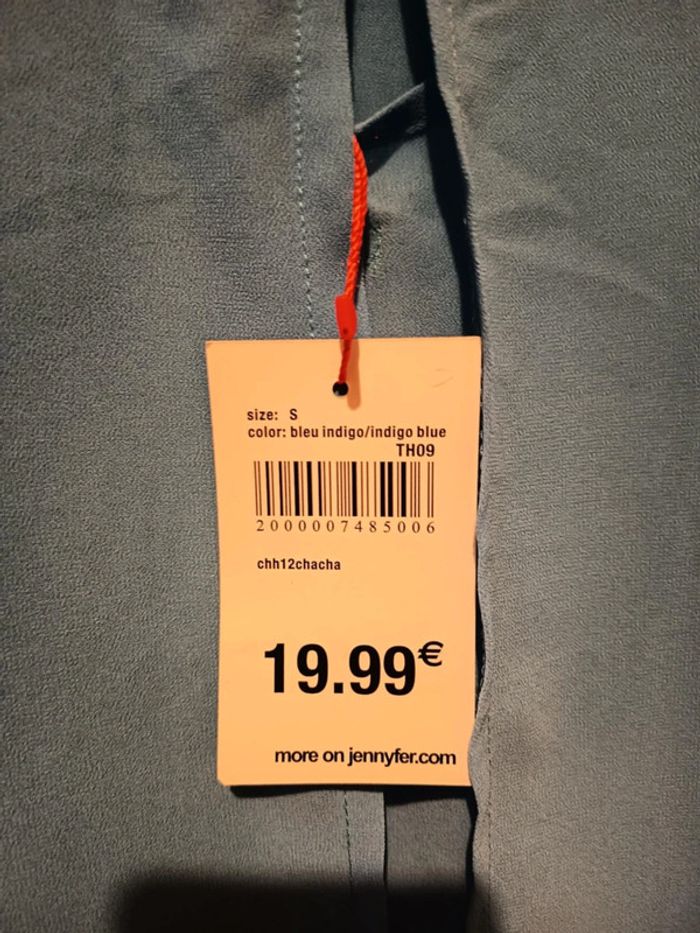 size: S
color: bleu indigo/indigo blue
TH09
2000007485006
chh12chacha
19.99€
more on jennyfer.com